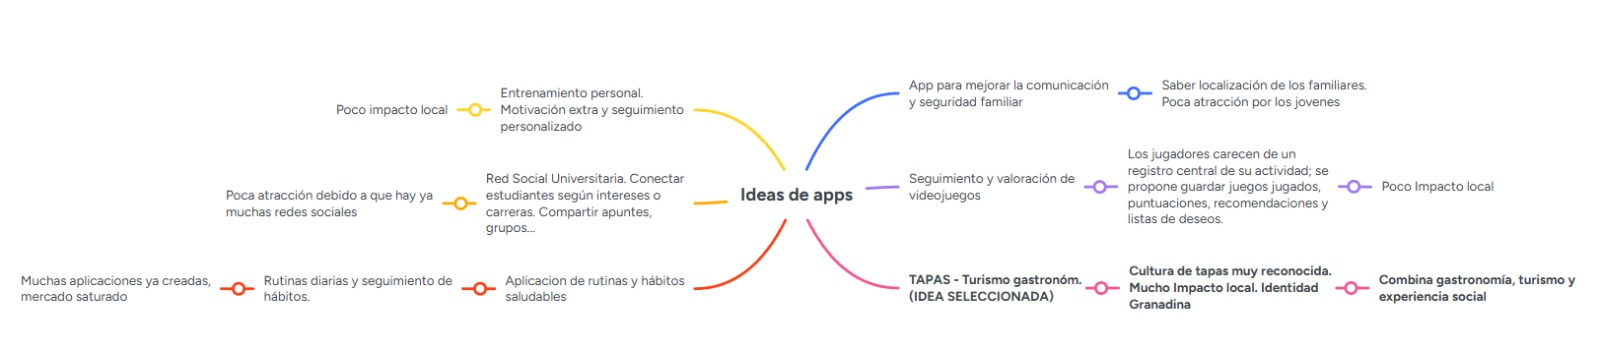 Ideas de apps
Entrenamiento personal.
Motivación extra y seguimiento
personalizado
Poco impacto local
Red Social Universitaria. Conectar
estudiantes según intereses o
carreras. Compartir apuntes,
grupos...
Poca atracción debido a que hay ya
muchas redes sociales
Aplicacion de rutinas y hábitos
saludables
Rutinas diarias y seguimiento de
hábitos.
Muchas aplicaciones ya creadas,
mercado saturado
App para mejorar la comunicación
y seguridad familiar
Saber localización de los familiares.
Poca atracción por los jovenes
Seguimiento y valoración de
videojuegos
Los jugadores carecen de un
registro central de su actividad; se
propone guardar juegos jugados,
puntuaciones, recomendaciones y
listas de deseos.
Poco Impacto local
TAPAS - Turismo gastronóm.
(IDEA SELECCIONADA)
Cultura de tapas muy reconocida.
Mucho Impacto local. Identidad
Granadina
Combina gastronomía, turismo y
experiencia social